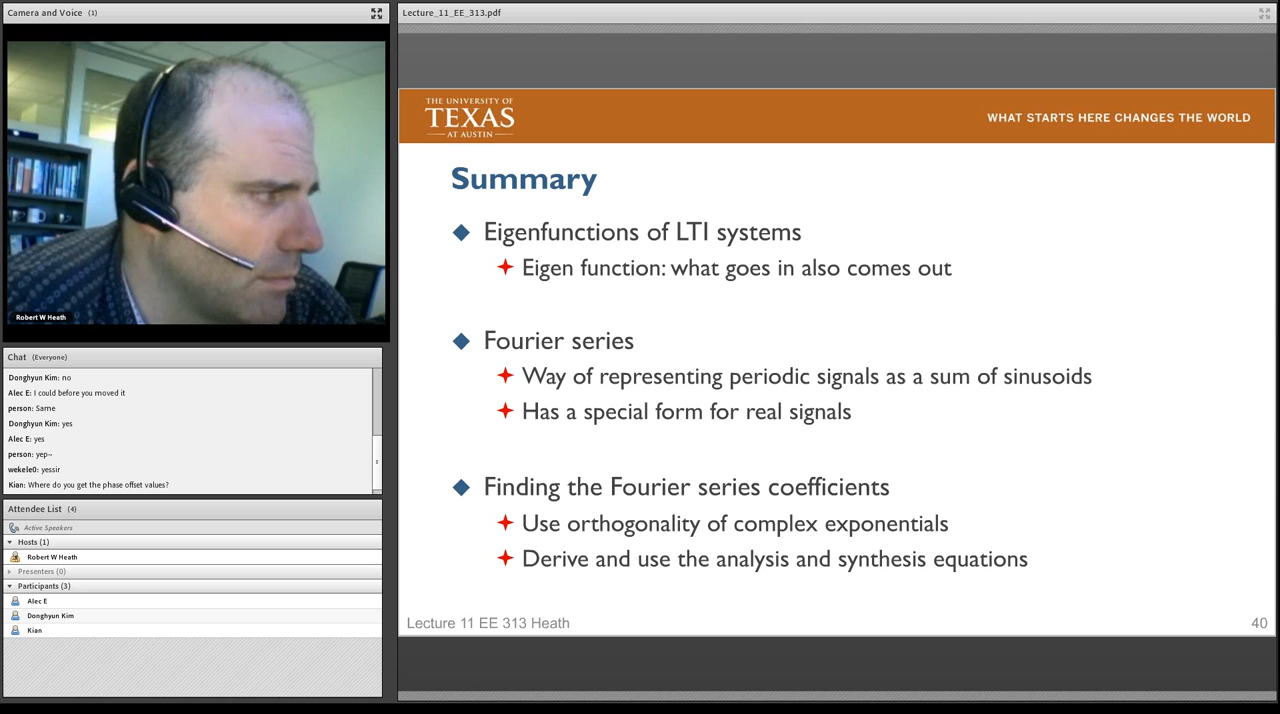 Camera and Voice (1)
Robert W Heath
Chat (Everyone)
Donghyun Kim: no
Alec E: I could before you moved it
person: Same
Donghyun Kim: yes
Alec E: yes
person: yep~
wekele0: yessir
Kian: Where do you get the phase offset values?
Attendee List (4)
Active Speakers
Hosts (1)
Robert W Heath
Presenters (0)
Participants (3)
Alec E
Donghyun Kim
Kian
Lecture_11_EE_313.pdf
THE UNIVERSITY OF
TEXAS
AT AUSTIN
WHAT STARTS HERE CHANGES THE WORLD
Summary
Eigenfunctions of LTI systems
Eigen function: what goes in also comes out
Fourier series
Way of representing periodic signals as a sum of sinusoids
Has a special form for real signals
Finding the Fourier series coefficients
Use orthogonality of complex exponentials
Derive and use the analysis and synthesis equations
Lecture 11 EE 313 Heath
40